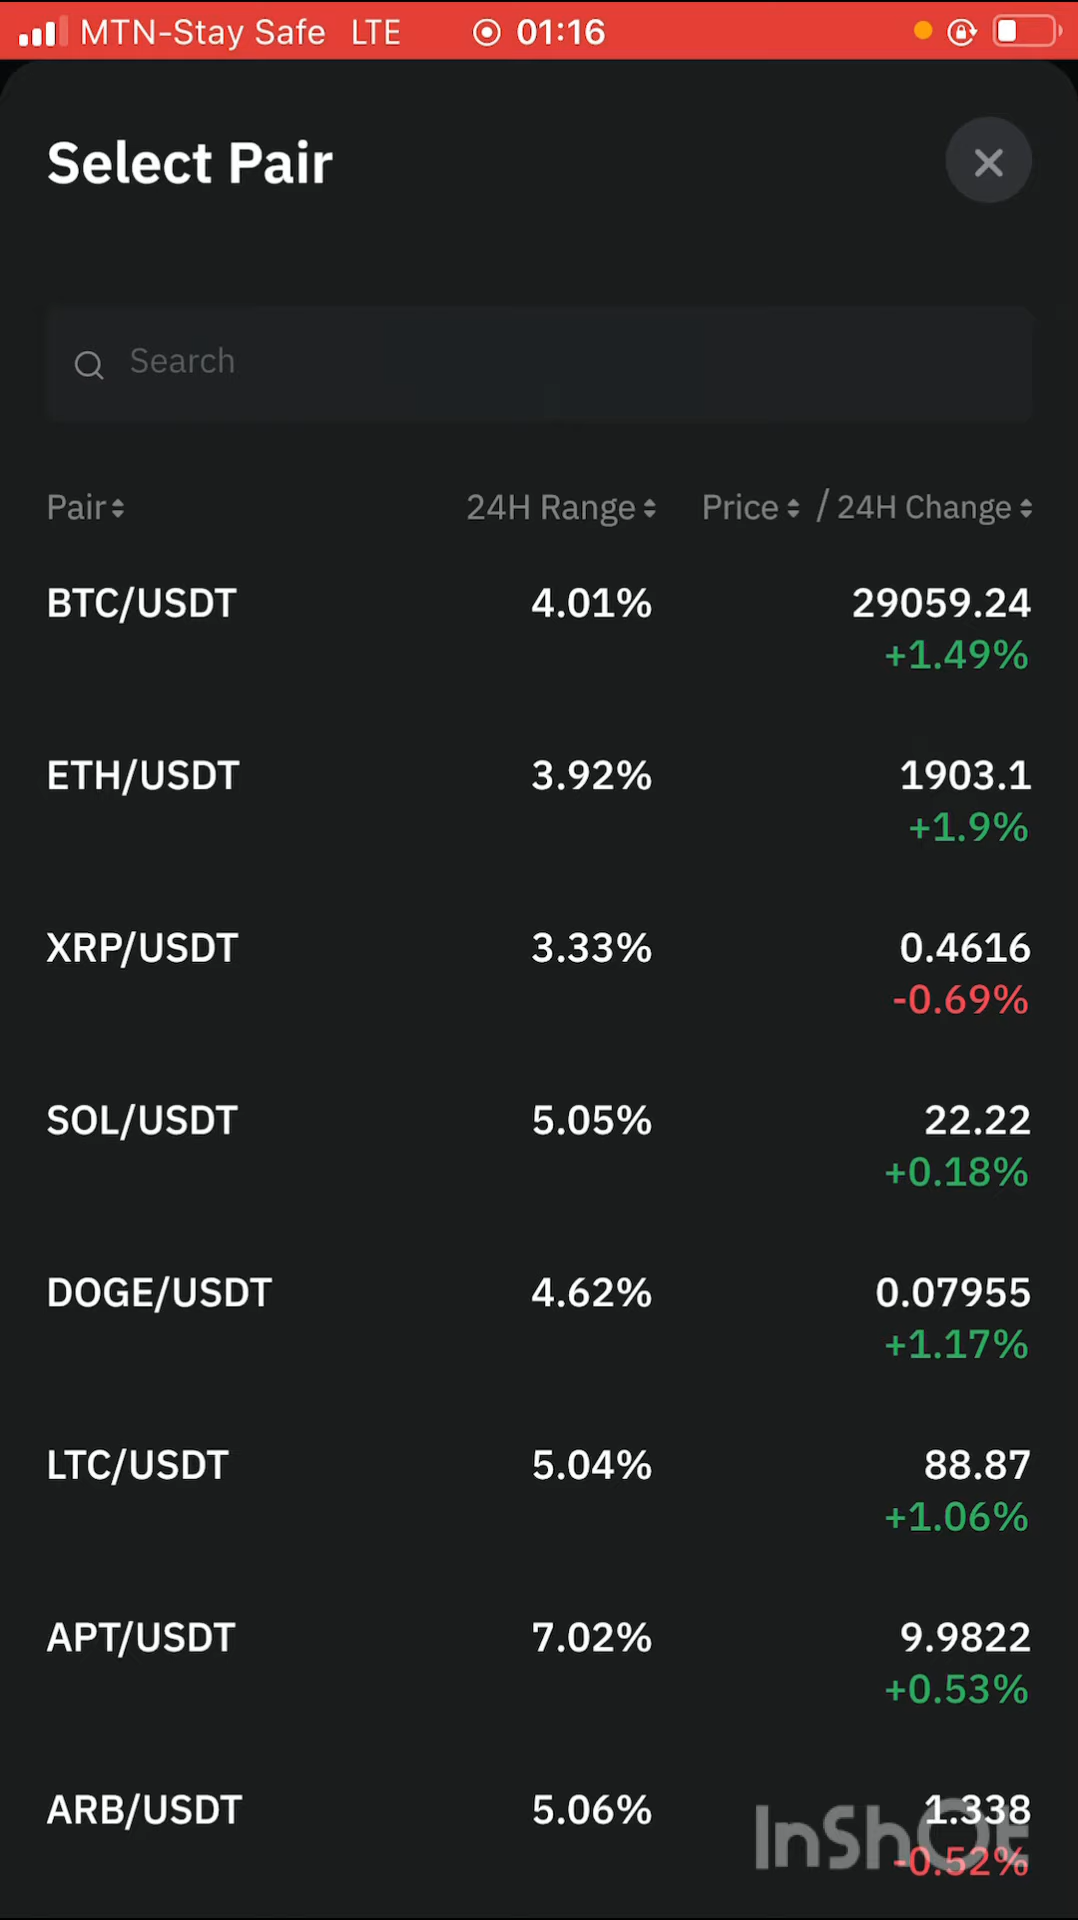 MTN-Stay Safe LTE 01:16
Select Pair
Search
Pair 24H Range Price / 24H Change
BTC/USDT 4.01% 29059.24
+1.49%
ETH/USDT 3.92% 1903.1
+1.9%
XRP/USDT 3.33% 0.4616
-0.69%
SOL/USDT 5.05% 22.22
+0.18%
DOGE/USDT 4.62% 0.07955
+1.17%
LTC/USDT 5.04% 88.87
+1.06%
APT/USDT 7.02% 9.9822
+0.53%
ARB/USDT 5.06% 1.338
-0.52%